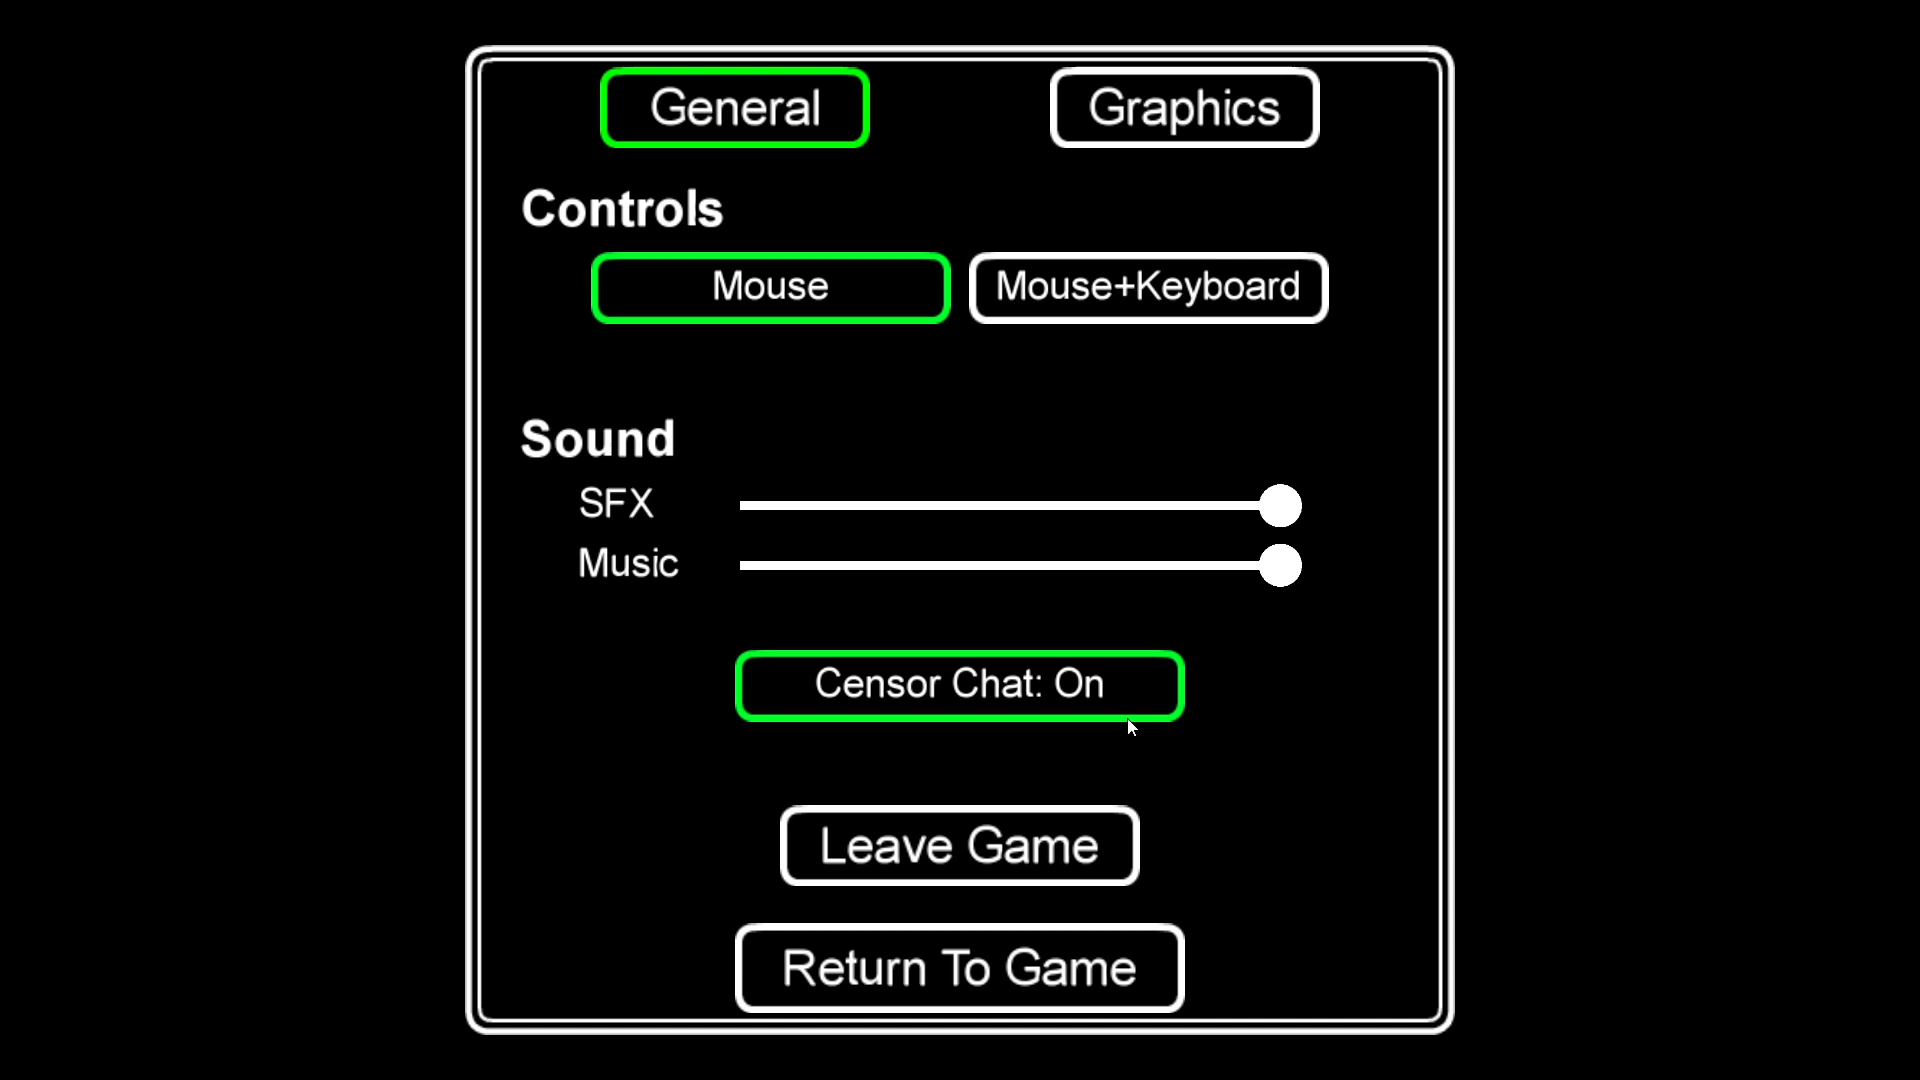 General Graphics
Controls
Mouse Mouse+Keyboard
Sound
SFX
Music
Censor Chat: On
Leave Game
Return To Game